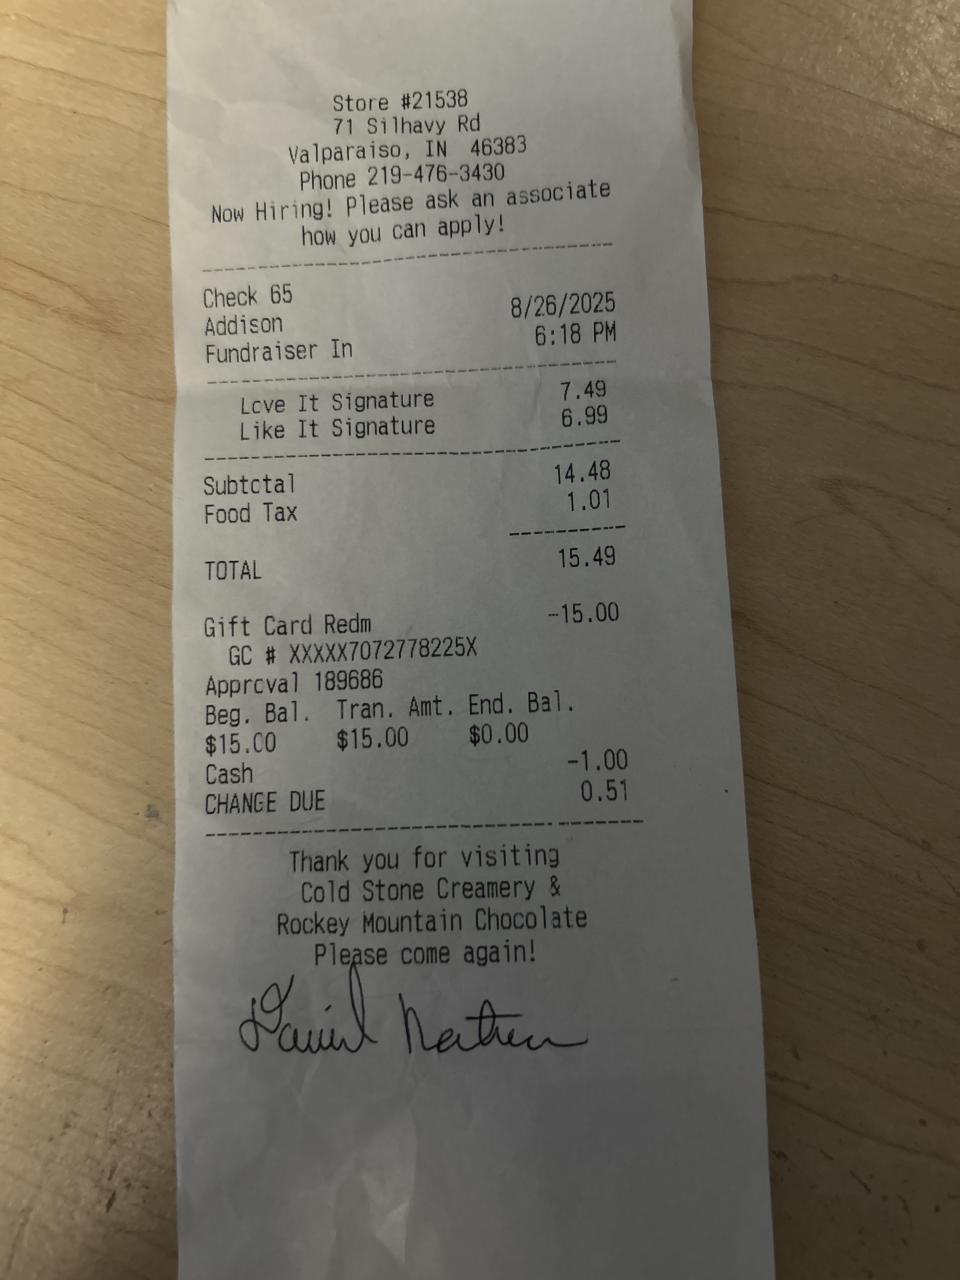 Store #21538
71 Silhavy Rd
Valparaiso, IN 46383
Phone 219-476-3430
Now Hiring! Please ask an associate
how you can apply!
Check 65
Addison 8/26/2025
Fundraiser In 6:18 PM
Love It Signature 7.49
Like It Signature 6.99
Subtotal 14.48
Food Tax 1.01
TOTAL 15.49
Gift Card Redm -15.00
GC # XXXXX7072778225X
Approval 189686
Beg. Bal. Tran. Amt. End. Bal.
$15.00 $15.00 $0.00
Cash -1.00
CHANGE DUE 0.51
Thank you for visiting
Cold Stone Creamery &
Rockey Mountain Chocolate
Please come again!